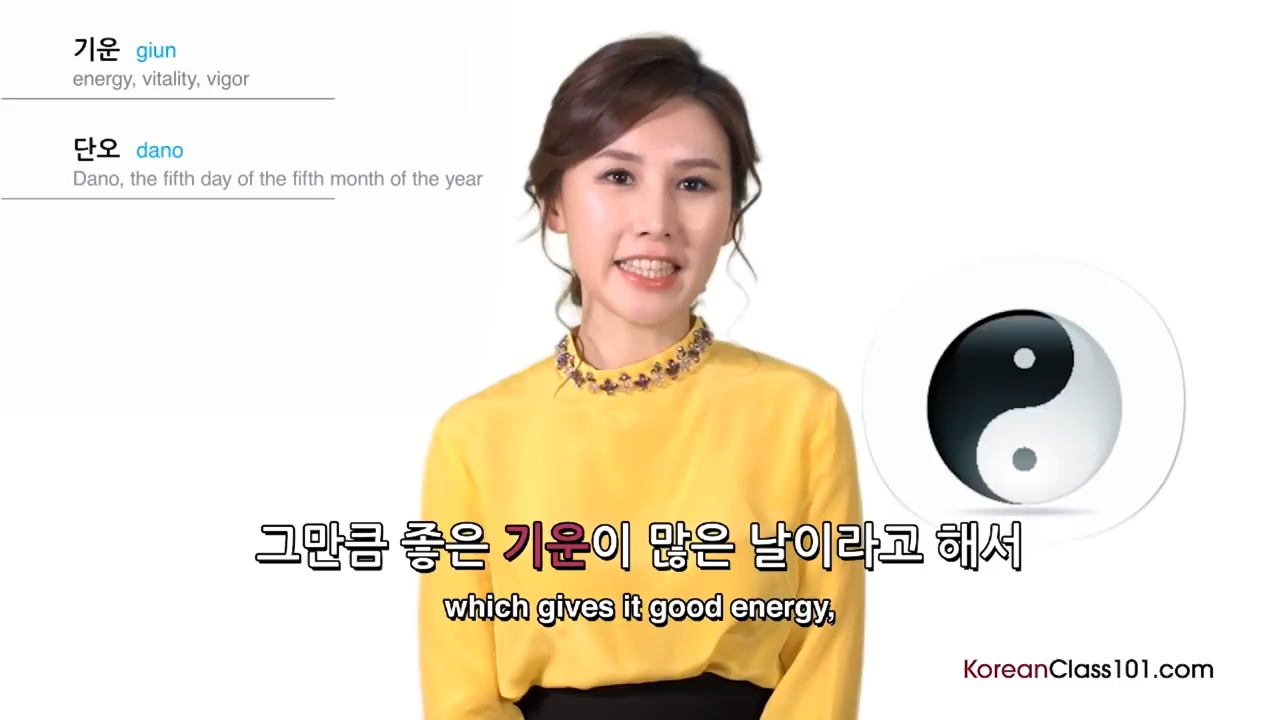 기운 giun
energy, vitality, vigor
단오 dano
Dano, the fifth day of the fifth month of the year
그만큼 좋은 기운이 많은 날이라고 해서
which gives it good energy,
KoreanClass101.com